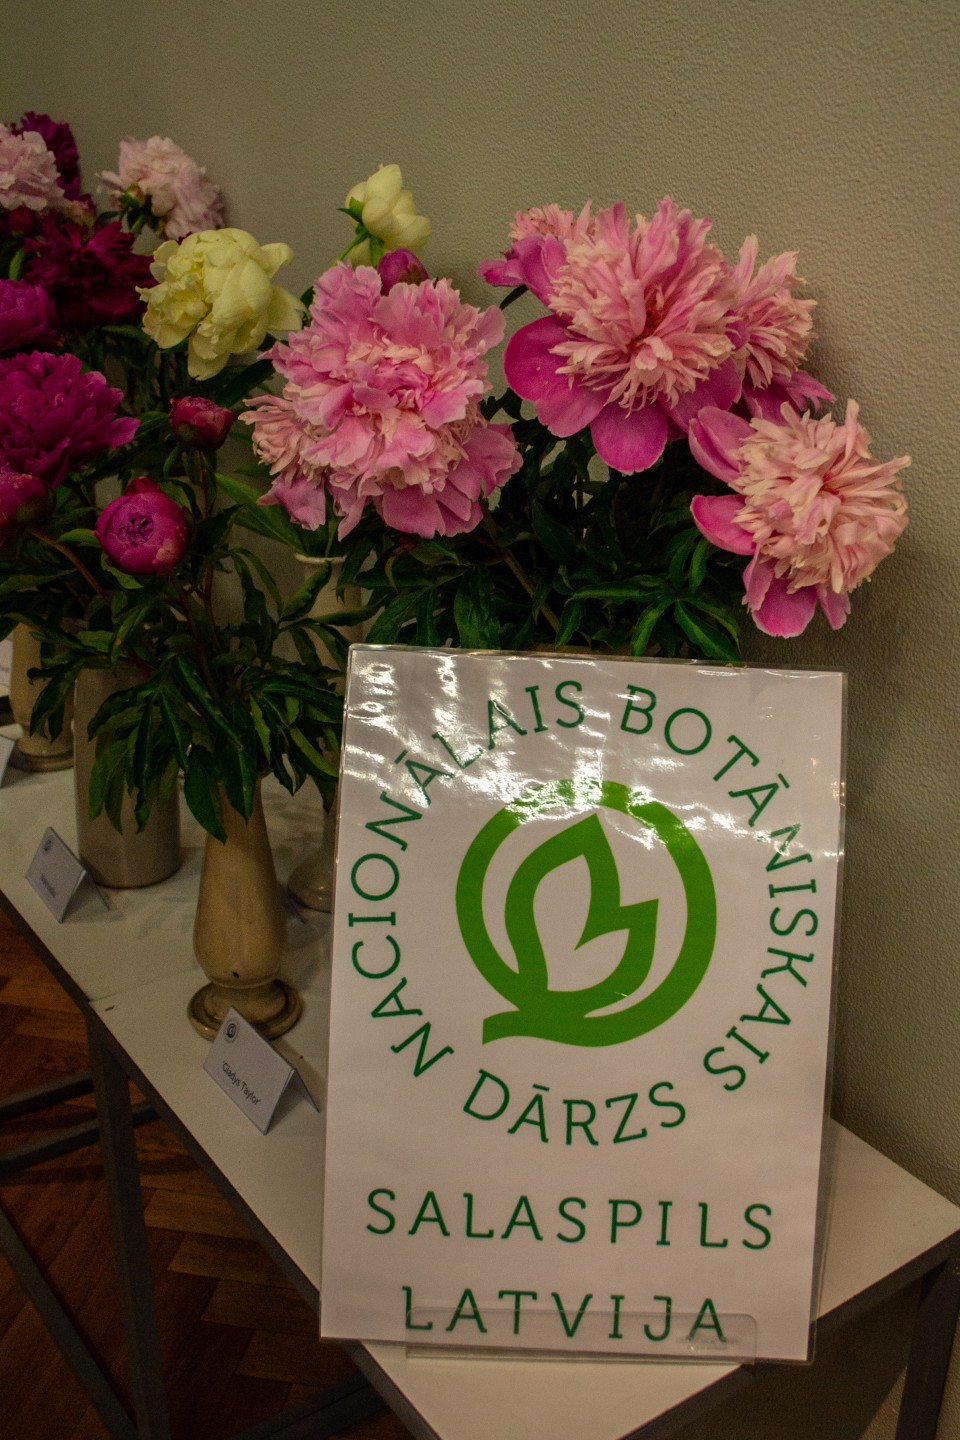 NACIONĀLAIS BOTĀNISKAIS DĀRZS
SALASPILS
LATVIJA
'Gladys Taylor'